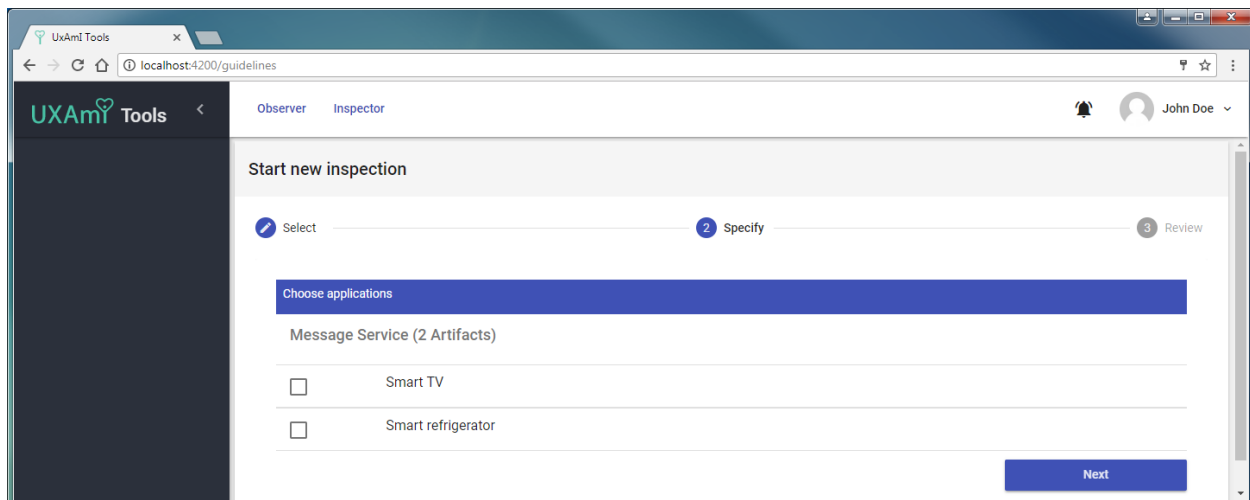 UxAmI Tools
localhost:4200/guidelines
UXAmI Tools
Observer Inspector
John Doe
Start new inspection
Select
2 Specify
3 Review
Choose applications
Message Service (2 Artifacts)
Smart TV
Smart refrigerator
Next